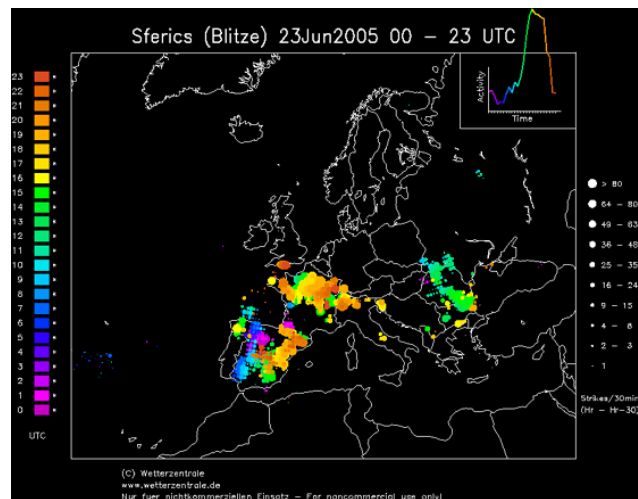 Sferics (Blitze) 23Jun2005 00 - 23 UTC
Activity
Time
23
22
21
20
19
18
17
16
15
14
13
12
11
10
9
8
7
6
5
4
3
2
1
0
UTC
> 80
64 - 80
49 - 63
36 - 48
25 - 35
16 - 24
9 - 15
4 - 8
2 - 3
1
Strikes/30min
(Hr - Hr-30)
(C) Wetterzentrale
www.wetterzentrale.de
Nur fuer nichtkommerziellen Einsatz - For noncommercial use only!